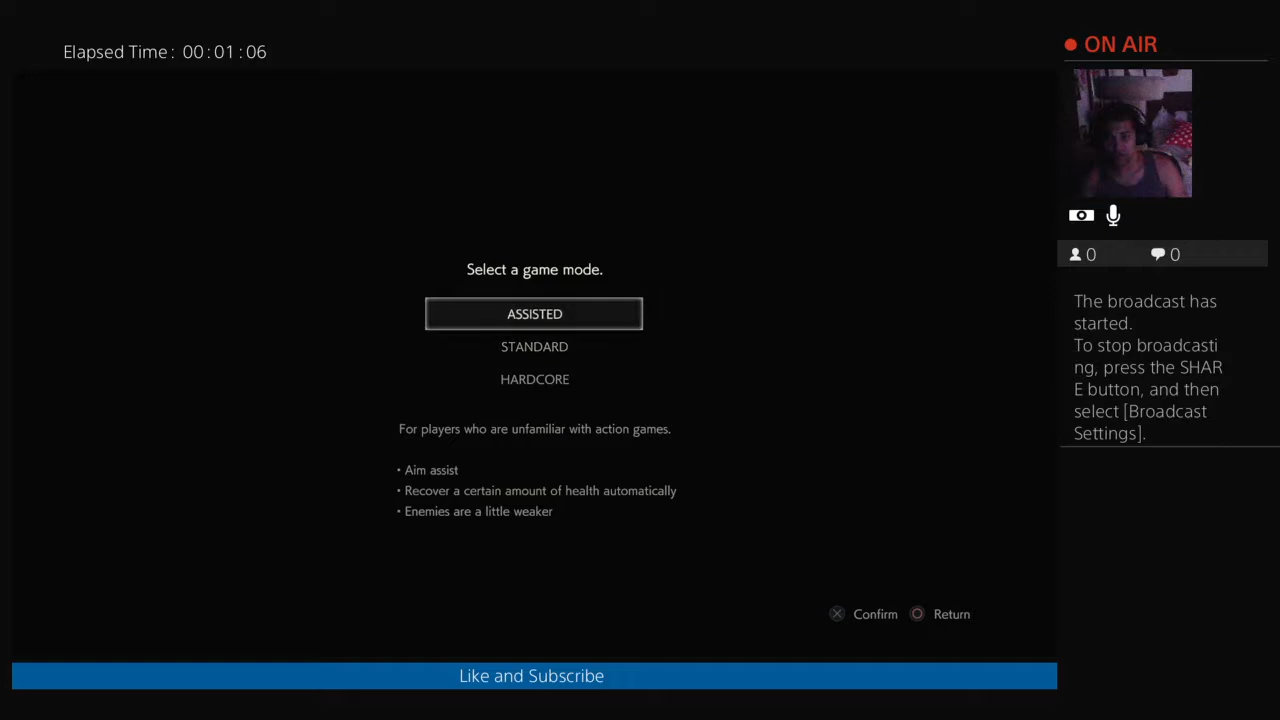 Elapsed Time: 00:01:06
ON AIR
0 0
The broadcast has
started.
To stop broadcasti
ng, press the SHAR
E button, and then
select [Broadcast
Settings].
Select a game mode.
ASSISTED
STANDARD
HARDCORE
For players who are unfamiliar with action games.
• Aim assist
• Recover a certain amount of health automatically
• Enemies are a little weaker
Confirm Return
Like and Subscribe